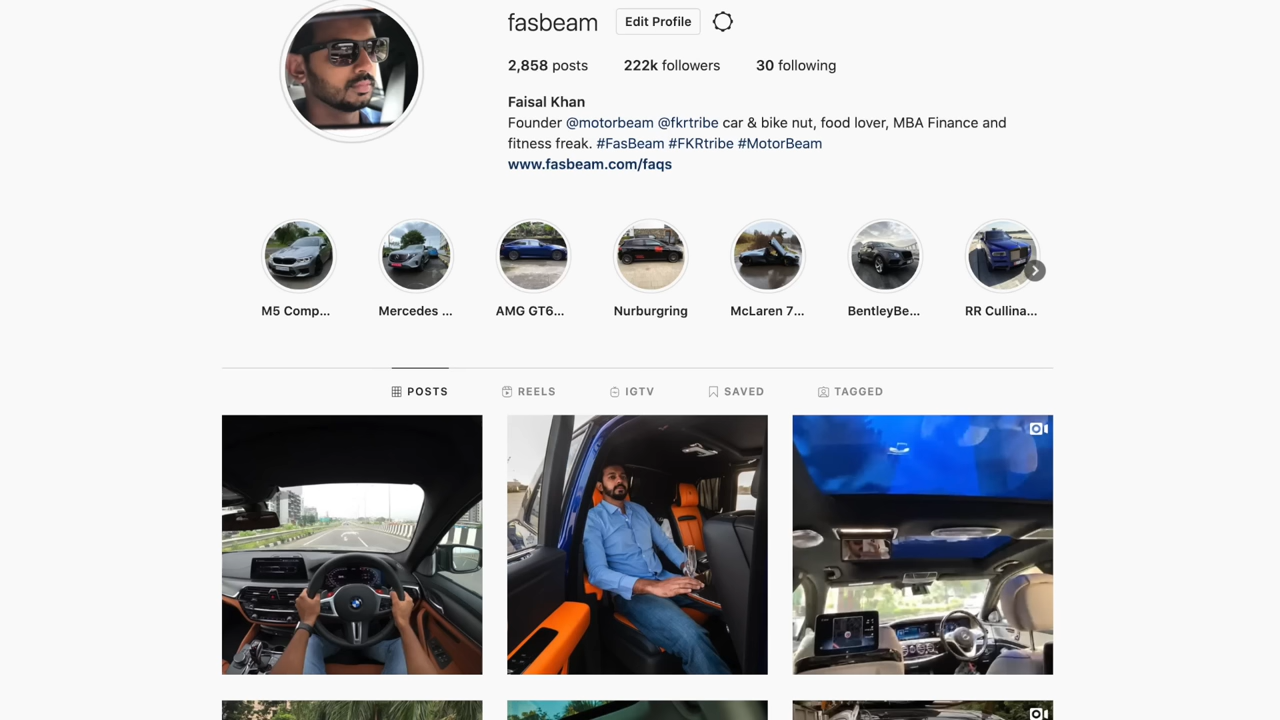 fasbeam Edit Profile
2,858 posts 222k followers 30 following
Faisal Khan
Founder @motorbeam @fkrtribe car & bike nut, food lover, MBA Finance and
fitness freak. #FasBeam #FKRtribe #MotorBeam
www.fasbeam.com/faqs
M5 Comp... Mercedes ... AMG GT6... Nurburgring McLaren 7... BentleyBe... RR Cullina...
POSTS REELS IGTV SAVED TAGGED